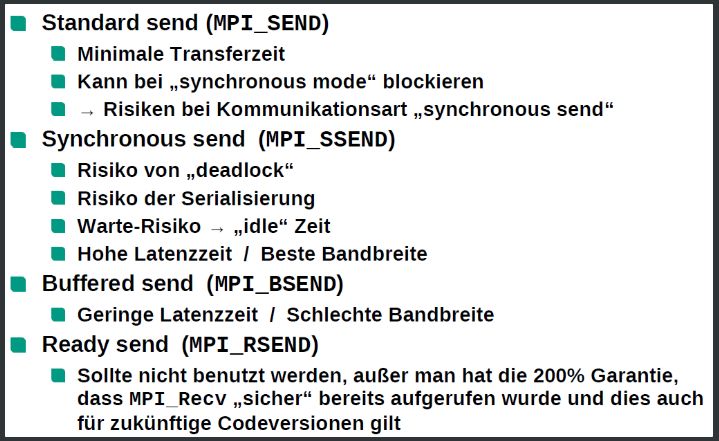 Standard send (MPI_SEND)
Minimale Transferzeit
Kann bei „synchronous mode“ blockieren
→ Risiken bei Kommunikationsart „synchronous send“
Synchronous send (MPI_SSEND)
Risiko von „deadlock“
Risiko der Serialisierung
Warte-Risiko → „idle“ Zeit
Hohe Latenzzeit / Beste Bandbreite
Buffered send (MPI_BSEND)
Geringe Latenzzeit / Schlechte Bandbreite
Ready send (MPI_RSEND)
Sollte nicht benutzt werden, außer man hat die 200% Garantie,
dass MPI_Recv „sicher“ bereits aufgerufen wurde und dies auch
für zukünftige Codeversionen gilt